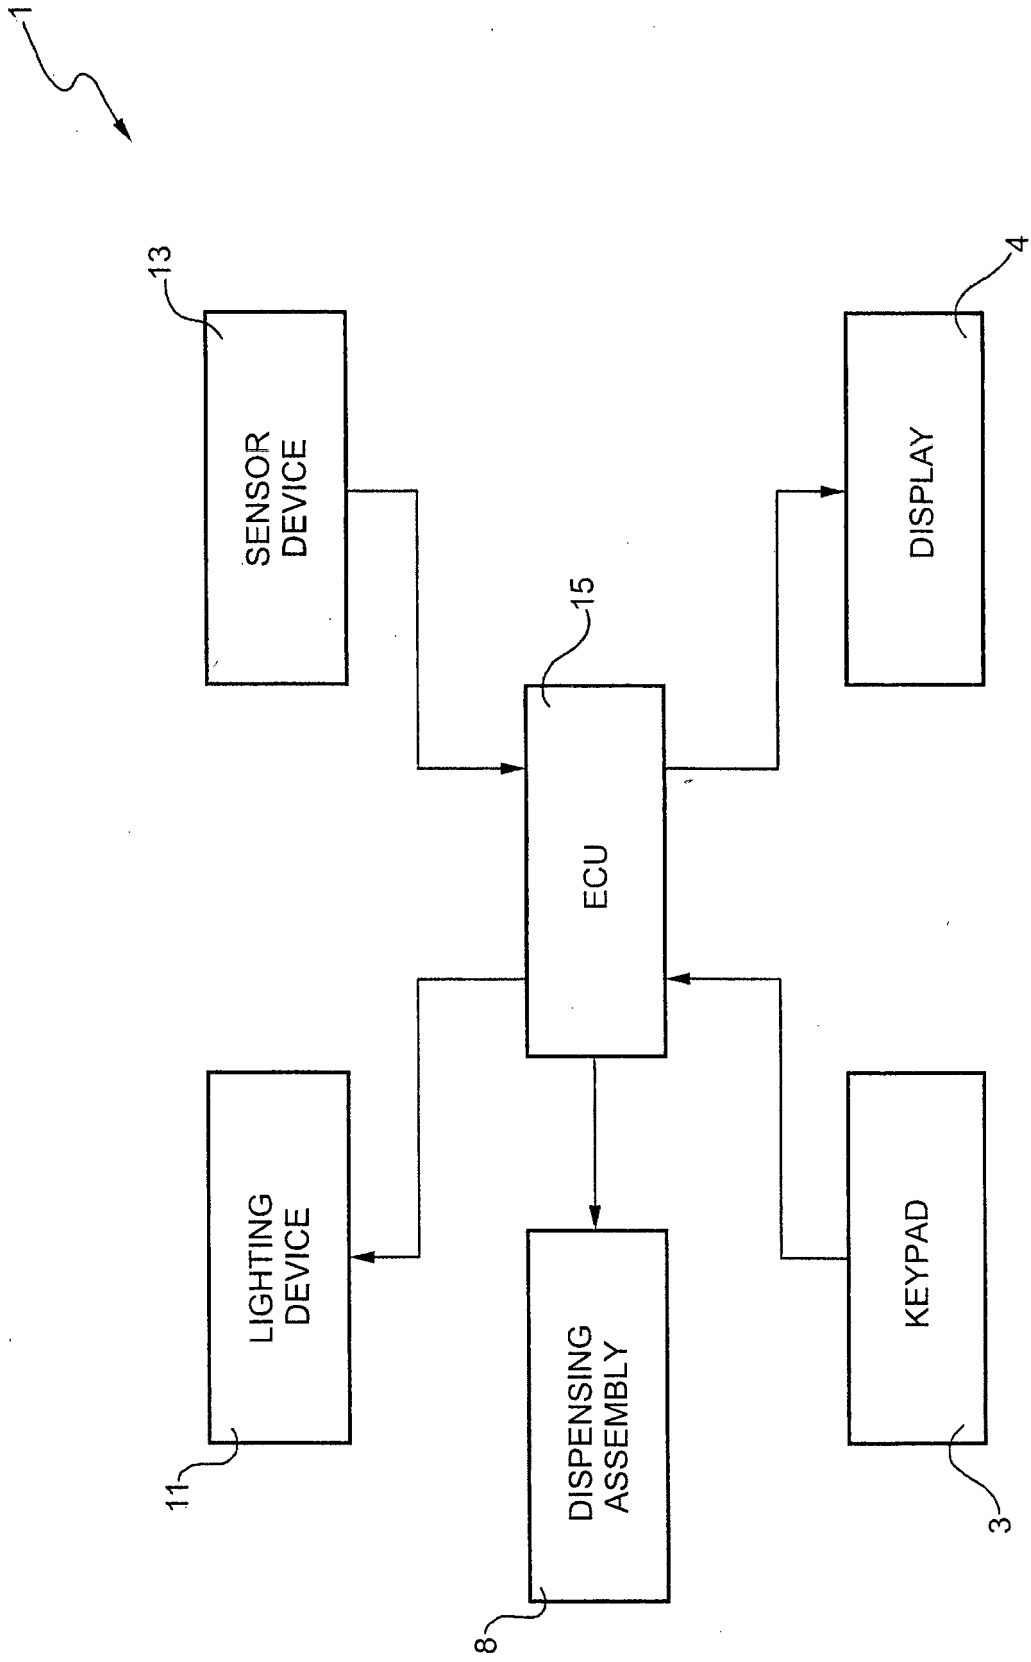 1
11
LIGHTING
DEVICE
13
SENSOR
DEVICE
8
DISPENSING
ASSEMBLY
15
ECU
3
KEYPAD
4
DISPLAY